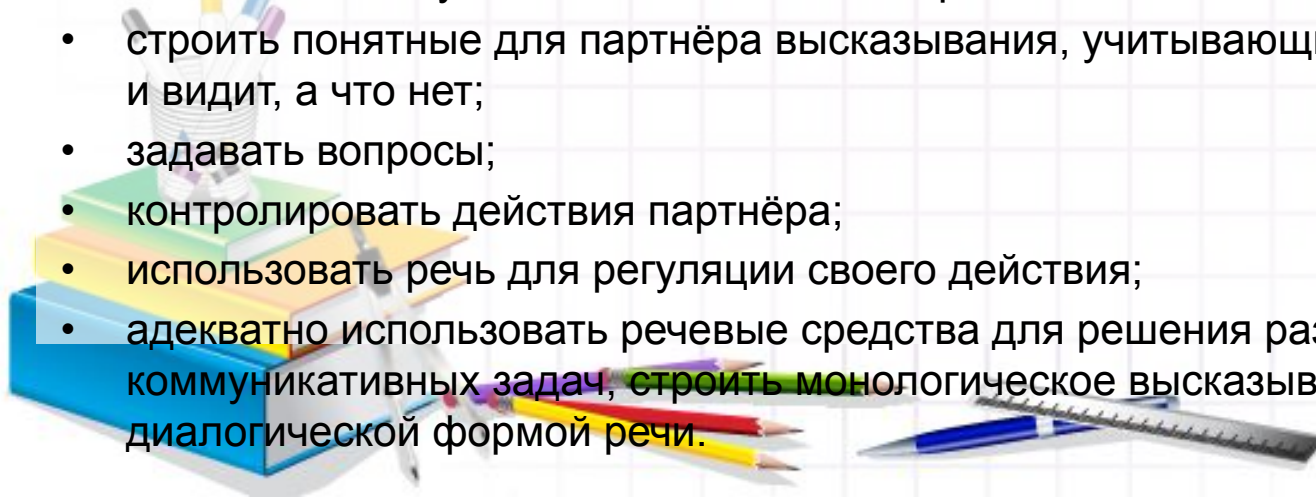 строить понятные для партнёра высказывания, учитывающ
и видит, а что нет;
задавать вопросы;
контролировать действия партнёра;
использовать речь для регуляции своего действия;
адекватно использовать речевые средства для решения
коммуникативных задач, строить монологическое высказыв
диалогической формой речи.